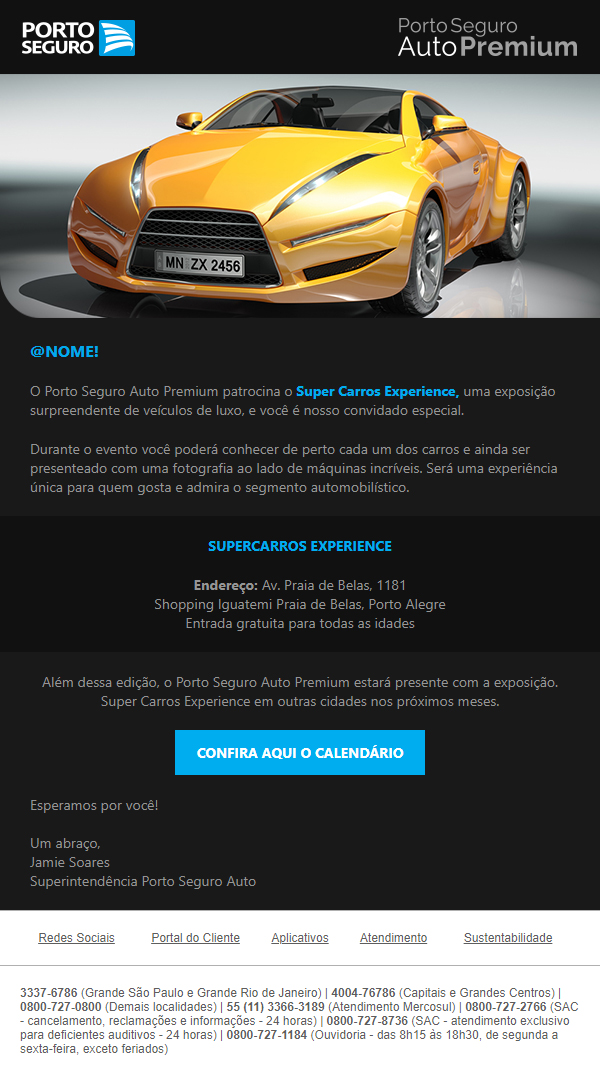 PORTO
SEGURO
Porto Seguro
AutoPremium
MN ZX 2456
@NOME!
O Porto Seguro Auto Premium patrocina o Super Carros Experience, uma exposição
surpreendente de veículos de luxo, e você é nosso convidado especial.
Durante o evento você poderá conhecer de perto cada um dos carros e ainda ser
presenteado com uma fotografia ao lado de máquinas incríveis. Será uma experiência
única para quem gosta e admira o segmento automobilístico.
SUPERCARROS EXPERIENCE
Endereço: Av. Praia de Belas, 1181
Shopping Iguatemi Praia de Belas, Porto Alegre
Entrada gratuita para todas as idades
Além dessa edição, o Porto Seguro Auto Premium estará presente com a exposição.
Super Carros Experience em outras cidades nos próximos meses.
CONFIRA AQUI O CALENDÁRIO
Esperamos por você!
Um abraço,
Jamie Soares
Superintendência Porto Seguro Auto
Redes Sociais Portal do Cliente Aplicativos Atendimento Sustentabilidade
3337-6786 (Grande São Paulo e Grande Rio de Janeiro) | 4004-76786 (Capitais e Grandes Centros) |
0800-727-0800 (Demais localidades) | 55 (11) 3366-3189 (Atendimento Mercosul) | 0800-727-2766 (SAC
- cancelamento, reclamações e informações - 24 horas) | 0800-727-8736 (SAC - atendimento exclusivo
para deficientes auditivos - 24 horas) | 0800-727-1184 (Ouvidoria - das 8h15 às 18h30, de segunda a
sexta-feira, exceto feriados)